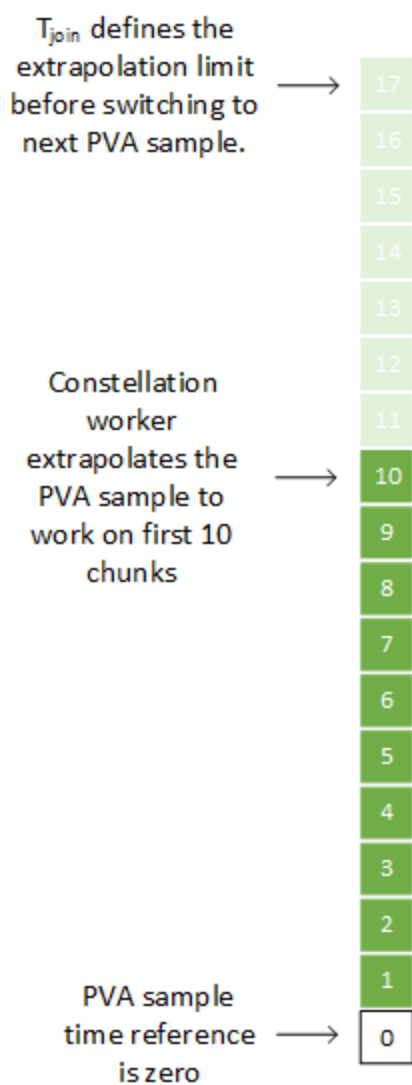 T_join defines the
extrapolation limit
before switching to
next PVA sample.
17
16
15
14
13
12
11
Constellation
worker
extrapolates the
PVA sample to
work on first 10
chunks
10
9
8
7
6
5
4
3
2
1
PVA sample
time reference
is zero
0